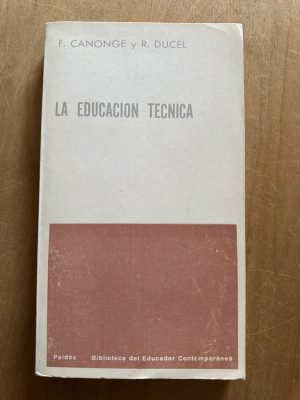 F. CANONGE y R. DUCEL
LA EDUCACION TECNICA
Paidós Biblioteca del Educador Contemporáneo